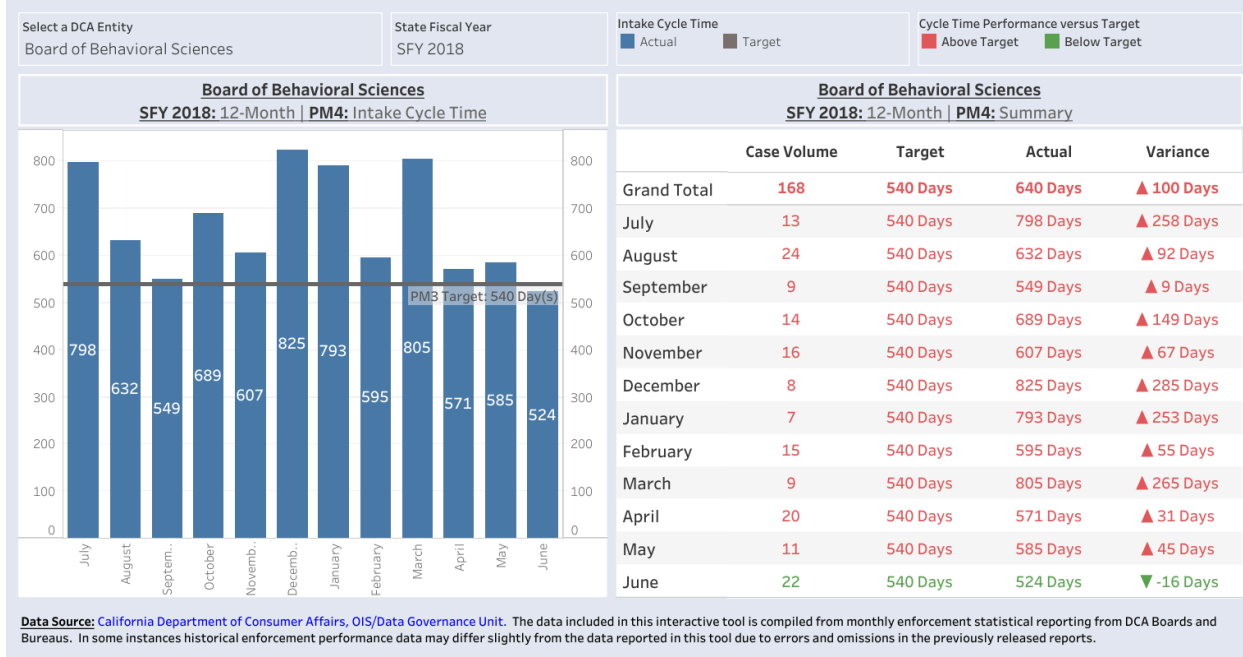 Select a DCA Entity
Board of Behavioral Sciences
State Fiscal Year
SFY 2018
Intake Cycle Time
Actual
Target
Cycle Time Performance versus Target
Above Target
Below Target
Board of Behavioral Sciences
SFY 2018: 12-Month | PM4: Intake Cycle Time
800 800
700 700
600 600
500 500
400 400
300 300
200 200
100 100
0 0
PM3 Target: 540 Day(s)
798 632 549 689 607 825 793 595 805 571 585 524
July August Septem.. October Novemb.. Decemb.. January February March April May June
Board of Behavioral Sciences
SFY 2018: 12-Month | PM4: Summary
Case Volume Target Actual Variance
Grand Total 168 540 Days 640 Days ▲ 100 Days
July 13 540 Days 798 Days ▲ 258 Days
August 24 540 Days 632 Days ▲ 92 Days
September 9 540 Days 549 Days ▲ 9 Days
October 14 540 Days 689 Days ▲ 149 Days
November 16 540 Days 607 Days ▲ 67 Days
December 8 540 Days 825 Days ▲ 285 Days
January 7 540 Days 793 Days ▲ 253 Days
February 15 540 Days 595 Days ▲ 55 Days
March 9 540 Days 805 Days ▲ 265 Days
April 20 540 Days 571 Days ▲ 31 Days
May 11 540 Days 585 Days ▲ 45 Days
June 22 540 Days 524 Days ▼ -16 Days
Data Source: California Department of Consumer Affairs, OIS/Data Governance Unit. The data included in this interactive tool is compiled from monthly enforcement statistical reporting from DCA Boards and
Bureaus. In some instances historical enforcement performance data may differ slightly from the data reported in this tool due to errors and omissions in the previously released reports.